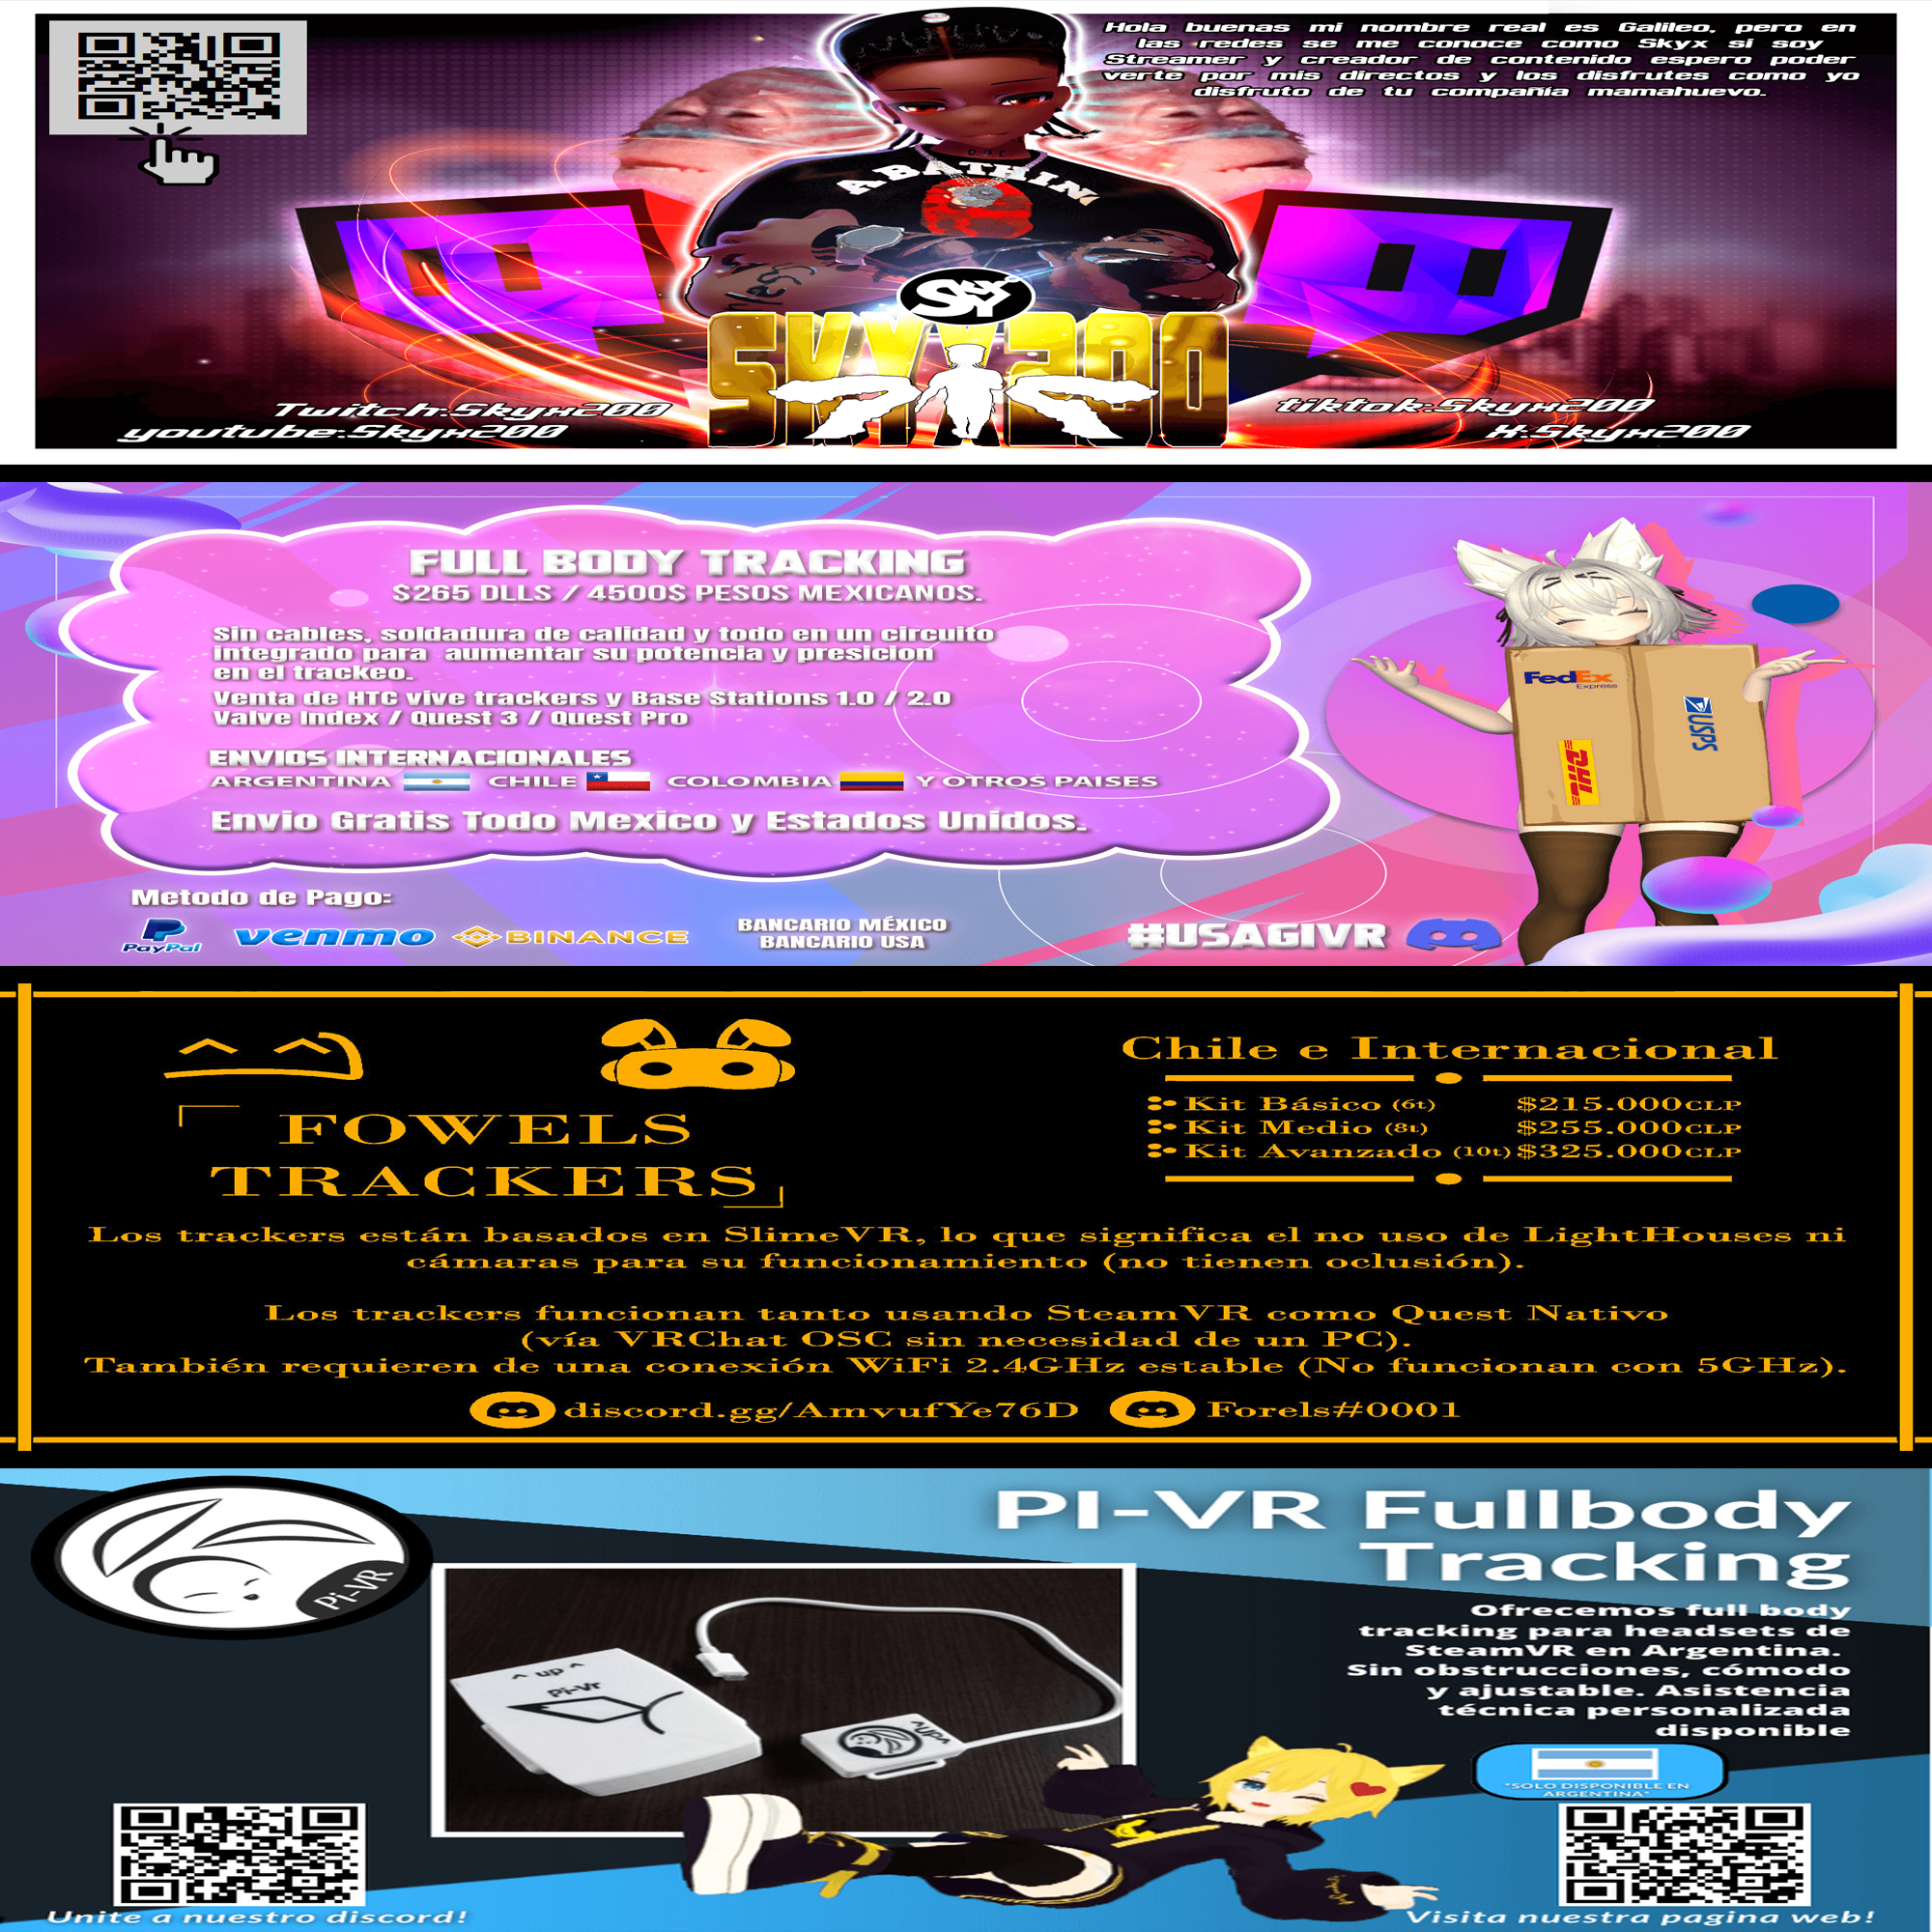 Hola buenas mi nombre real es Galileo, pero en
las redes se me conoce como Skyx si soy
Streamer y creador de contenido espero poder
verte por mis directos y los disfrutes como yo
disfruto de tu compañía mamahuevo.
ABATHIN
SKYX
SKYX200
Twitch:Skyx200
youtube:Skyx200
tiktok:Skyx200
X:Skyx200
FULL BODY TRACKING
$265 DLLS / 4500$ PESOS MEXICANOS.
Sin cables, soldadura de calidad y todo en un circuito
integrado para aumentar su potencia y presicion
en el trackeo.
Venta de HTC vive trackers y Base Stations 1.0 / 2.0
Valve Index / Quest 3 / Quest Pro
ENVIOS INTERNACIONALES
ARGENTINA CHILE COLOMBIA Y OTROS PAISES
Envio Gratis Todo Mexico y Estados Unidos.
FedEx
Express
USPS
DHL
Metodo de Pago:
PayPal
venmo
BINANCE
BANCARIO MÉXICO
BANCARIO USA
#USAGIVR
FOWELS
TRACKERS
Chile e Internacional
Kit Básico (6t) $215.000CLP
Kit Medio (8t) $255.000CLP
Kit Avanzado (10t) $325.000CLP
Los trackers están basados en SlimeVR, lo que significa el no uso de LightHouses ni
cámaras para su funcionamiento (no tienen oclusión).
Los trackers funcionan tanto usando SteamVR como Quest Nativo
(vía VRChat OSC sin necesidad de un PC).
También requieren de una conexión WiFi 2.4GHz estable (No funcionan con 5GHz).
discord.gg/AmvufYe76D
Forels#0001
Pi-VR
PI-VR Fullbody
Tracking
Ofrecemos full body
tracking para headsets de
SteamVR en Argentina.
Sin obstrucciones, cómodo
y ajustable. Asistencia
técnica personalizada
disponible
^ up ^
Pi-Vr
^UP^
*SOLO DISPONIBLE EN
ARGENTINA*
Unite a nuestro discord!
Visita nuestra pagina web!